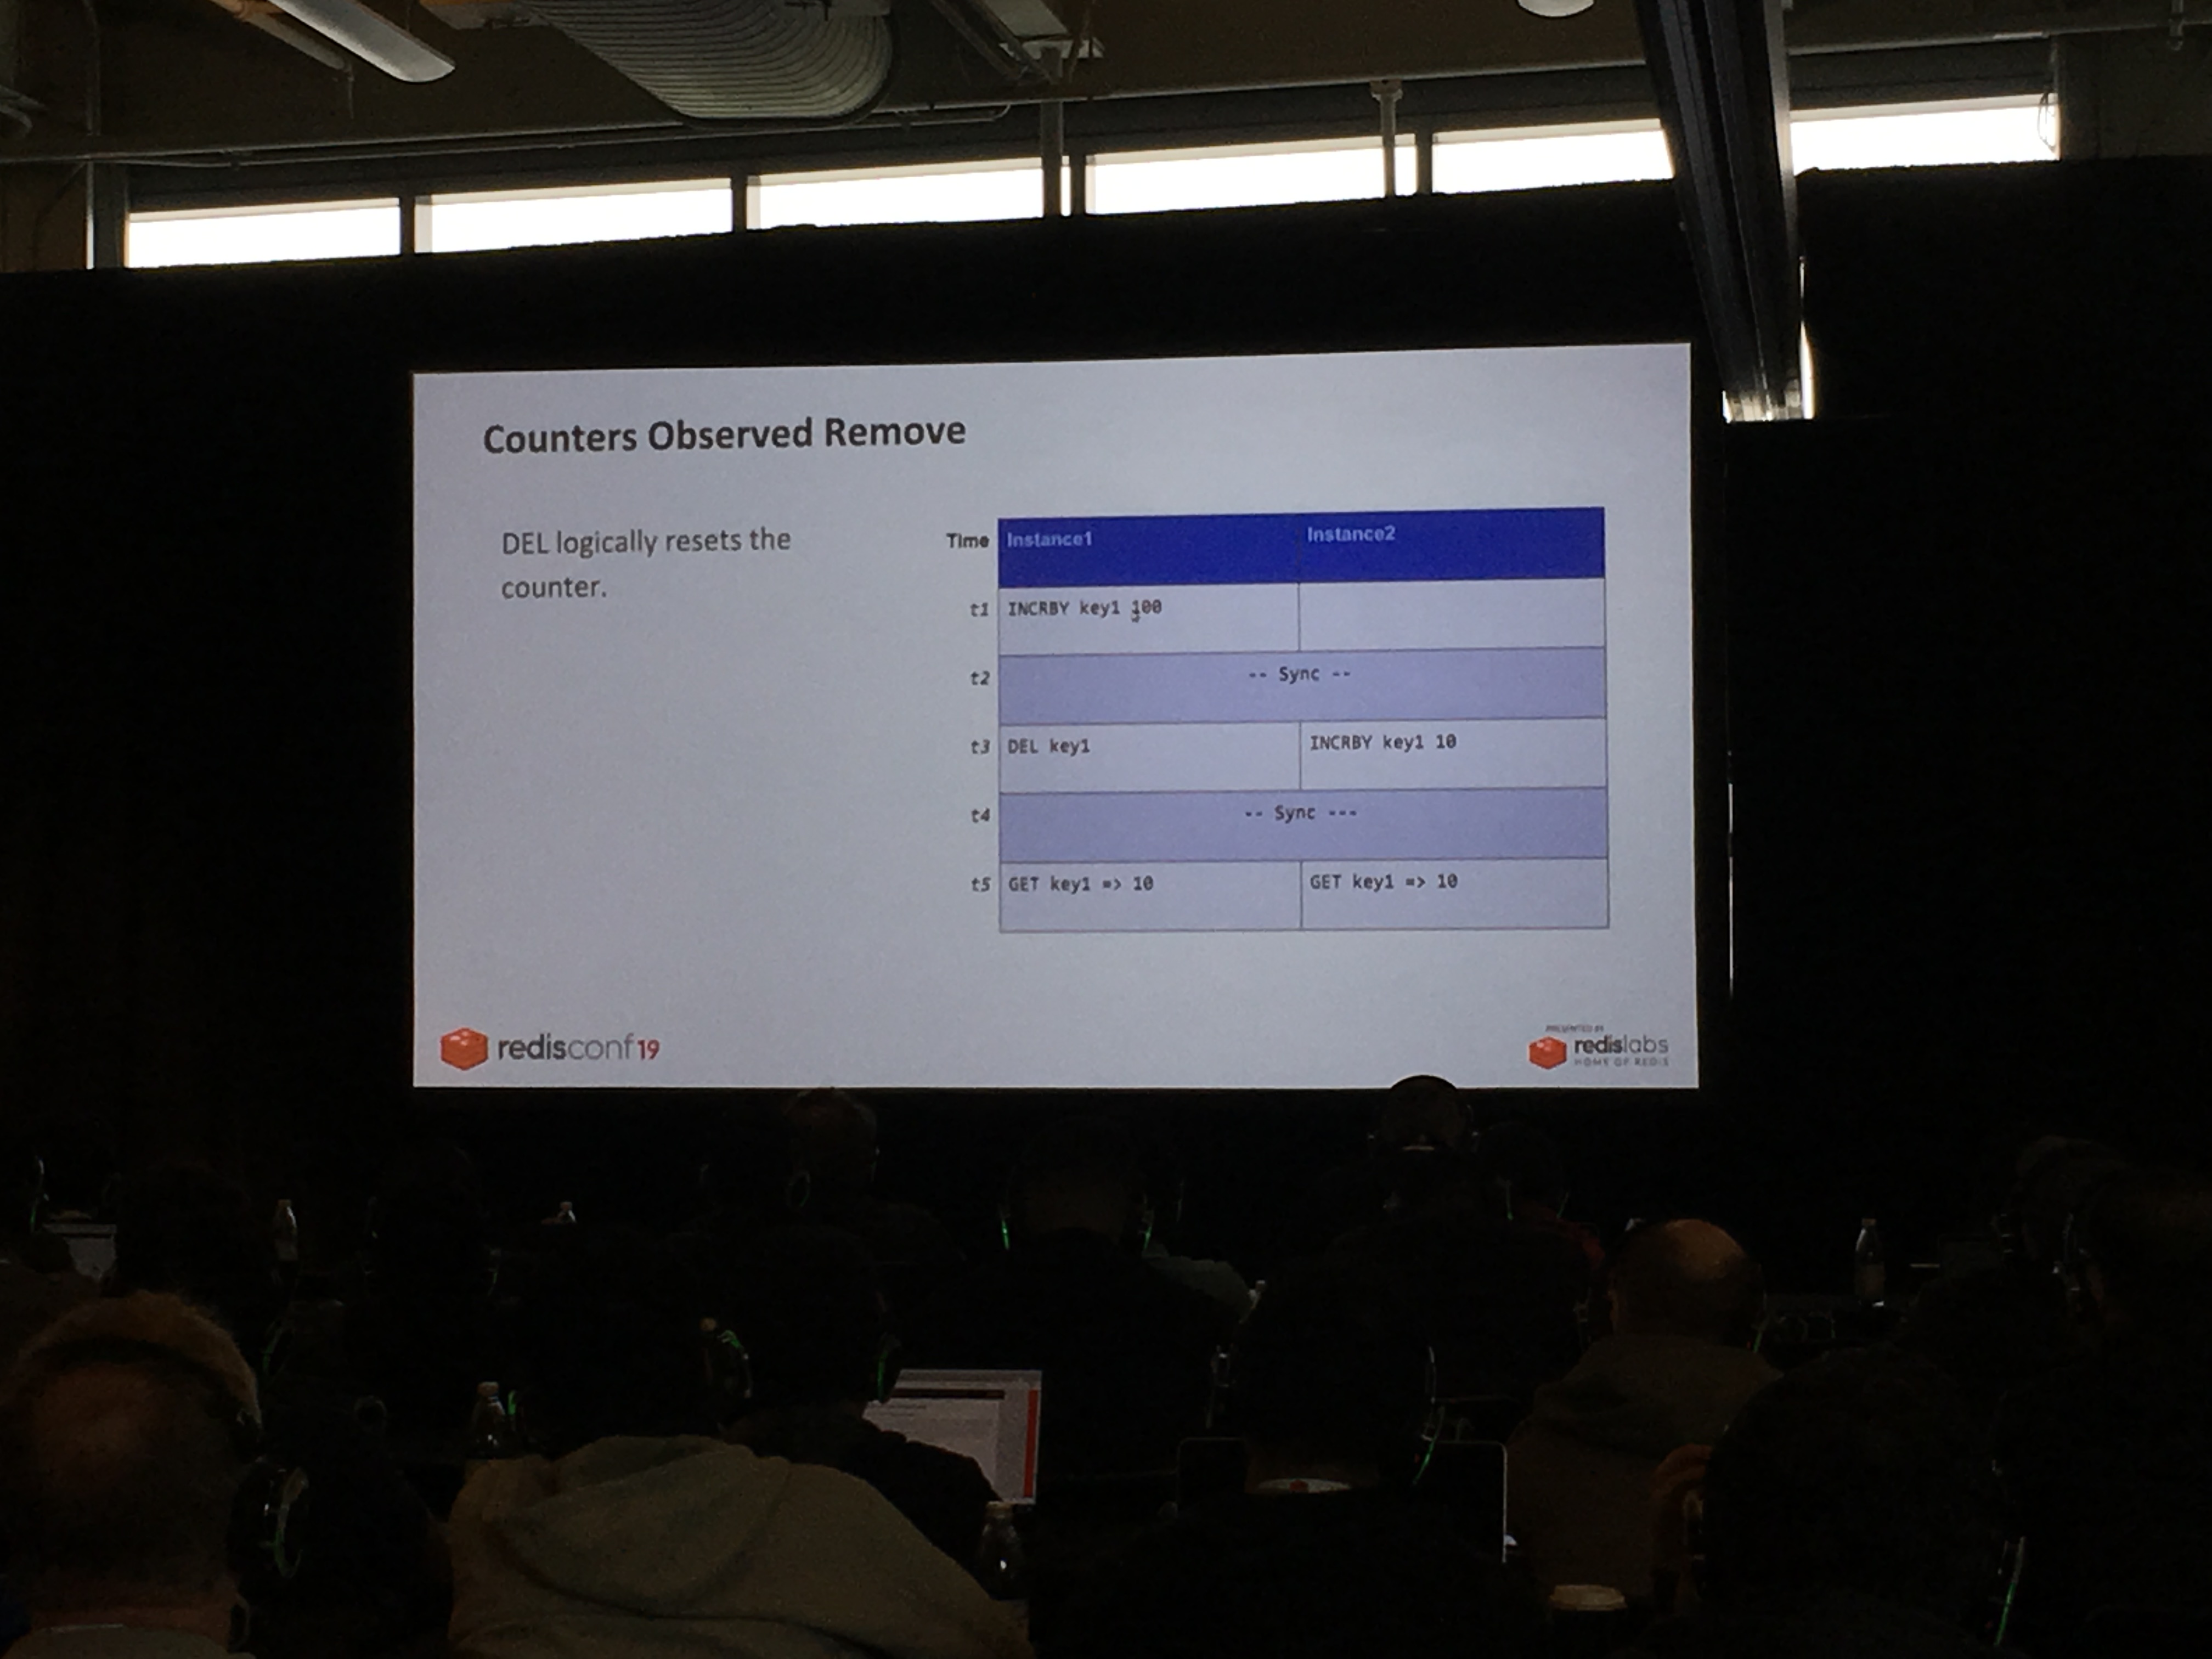 Counters Observed Remove
DEL logically resets the
counter.
Time Instance1 Instance2
t1 INCRBY key1 100
t2 -- Sync --
t3 DEL key1 INCRBY key1 10
t4 -- Sync ---
t5 GET key1 => 10 GET key1 => 10
redisconf19
PRESENTED BY
redislabs
HOME OF REDIS